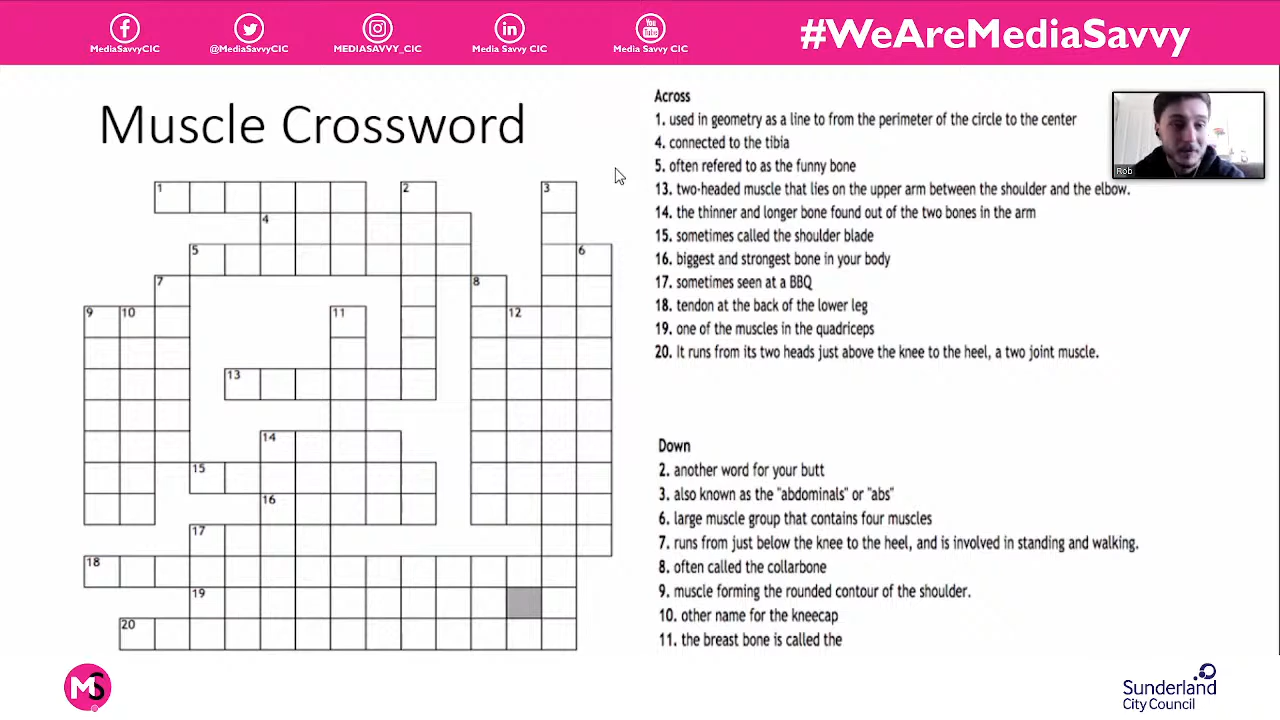 MediaSavvyCIC
@MediaSavvyCIC
MEDIASAVVY_CIC
Media Savvy CIC
You Tube
Media Savvy CIC
#WeAreMediaSavvy
Muscle Crossword
1 2 3
4
5 6
7 8
9 10 11 12
13
14
15
16
17
18
19
20
Across
1. used in geometry as a line to from the perimeter of the circle to the center
4. connected to the tibia
5. often refered to as the funny bone
13. two-headed muscle that lies on the upper arm between the shoulder and the elbow.
14. the thinner and longer bone found out of the two bones in the arm
15. sometimes called the shoulder blade
16. biggest and strongest bone in your body
17. sometimes seen at a BBQ
18. tendon at the back of the lower leg
19. one of the muscles in the quadriceps
20. It runs from its two heads just above the knee to the heel, a two joint muscle.
Down
2. another word for your butt
3. also known as the "abdominals" or "abs"
6. large muscle group that contains four muscles
7. runs from just below the knee to the heel, and is involved in standing and walking.
8. often called the collarbone
9. muscle forming the rounded contour of the shoulder.
10. other name for the kneecap
11. the breast bone is called the
Rob
MS
Sunderland
City Council